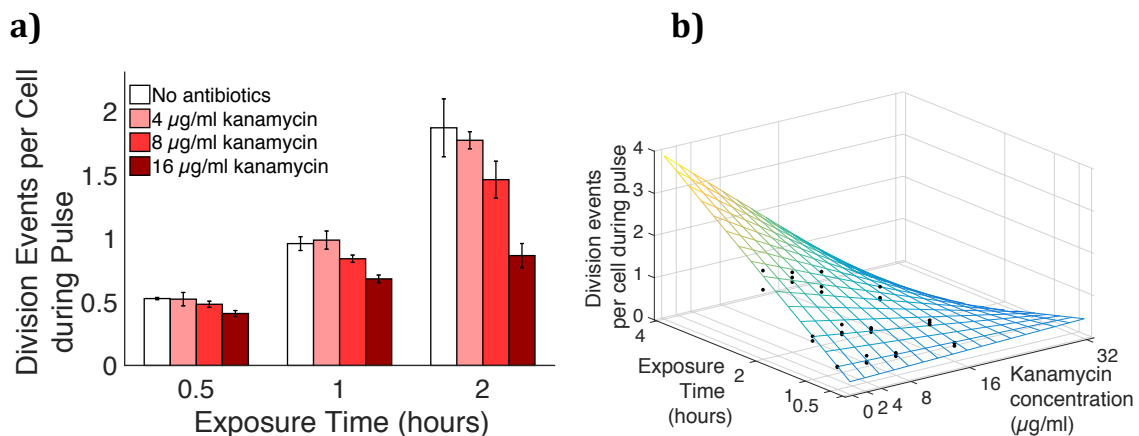 a)
Division Events per Cell
during Pulse
2
1.5
1
0.5
0
No antibiotics
4 µg/ml kanamycin
8 µg/ml kanamycin
16 µg/ml kanamycin
0.5 1 2
Exposure Time (hours)
b)
Division events
per cell during pulse
4
3
2
1
0
4
2
1
0.5
Exposure
Time
(hours)
0 2 4 8 16 32
Kanamycin
concentration
(µg/ml)